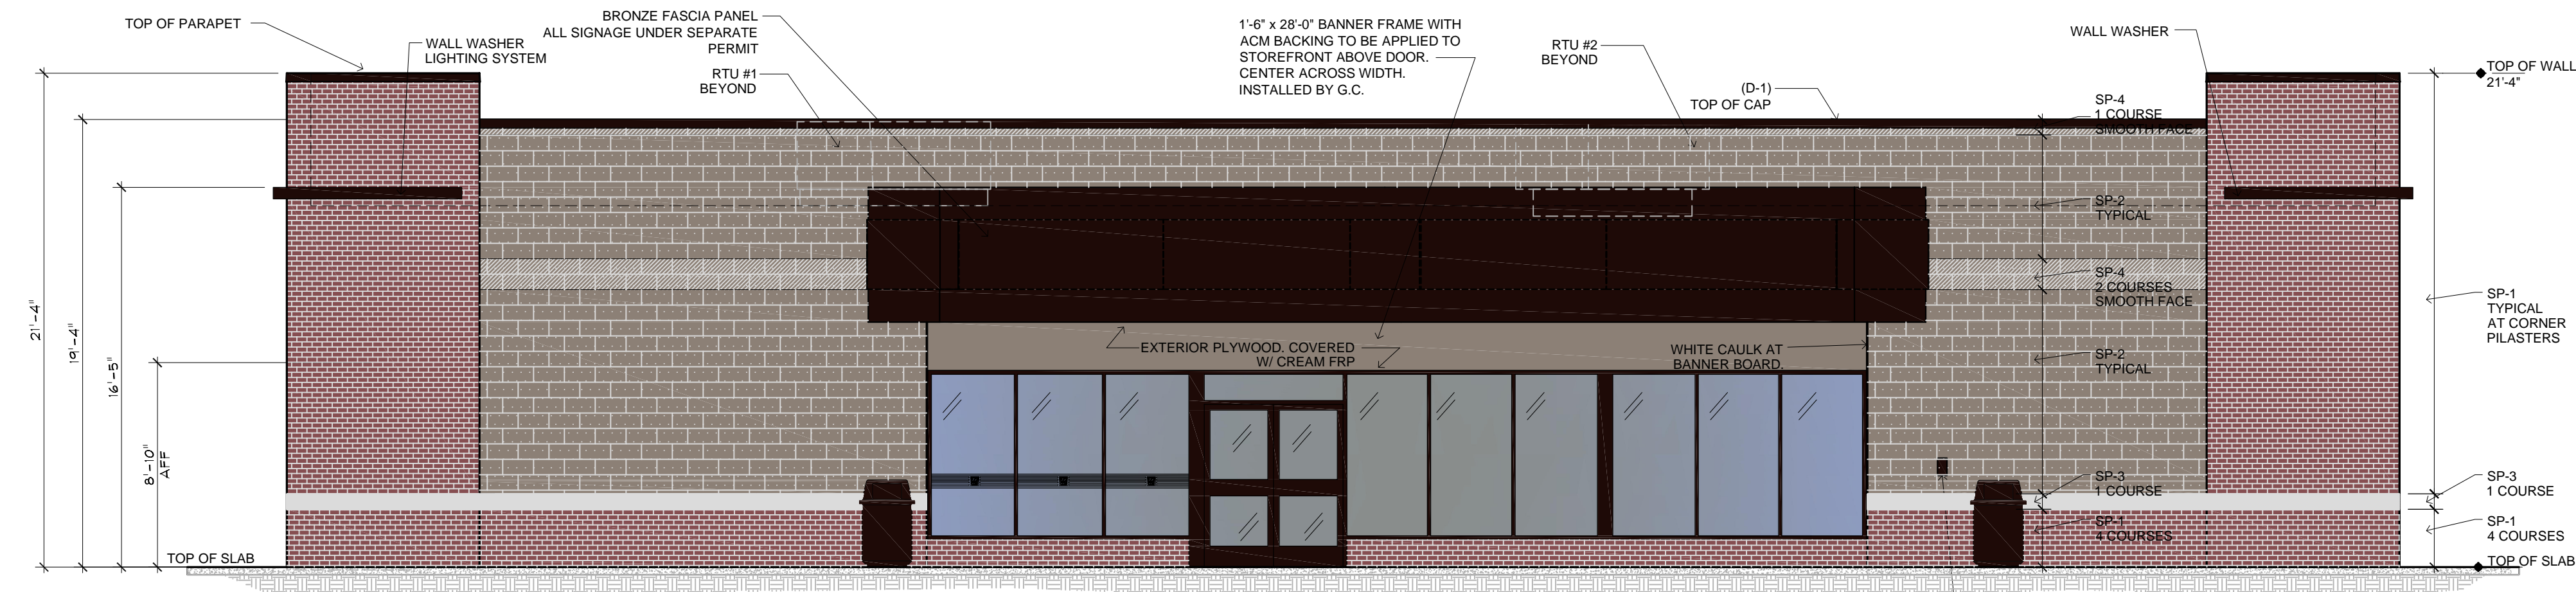 TOP OF PARAPET
WALL WASHER
LIGHTING SYSTEM
BRONZE FASCIA PANEL
ALL SIGNAGE UNDER SEPARATE
PERMIT
RTU #1
BEYOND
1'-6" x 28'-0" BANNER FRAME WITH
ACM BACKING TO BE APPLIED TO
STOREFRONT ABOVE DOOR.
CENTER ACROSS WIDTH.
INSTALLED BY G.C.
RTU #2
BEYOND
(D-1)
TOP OF CAP
WALL WASHER
TOP OF WALL
21'-4"
SP-4
1 COURSE
SMOOTH FACE
SP-2
TYPICAL
SP-4
2 COURSES
SMOOTH FACE
SP-1
TYPICAL
AT CORNER
PILASTERS
21'-4"
19'-4"
16'-5"
8'-10"
AFF
EXTERIOR PLYWOOD. COVERED
W/ CREAM FRP
WHITE CAULK AT
BANNER BOARD.
SP-2
TYPICAL
SP-3
1 COURSE
SP-1
4 COURSES
SP-3
1 COURSE
SP-1
4 COURSES
TOP OF SLAB
TOP OF SLAB